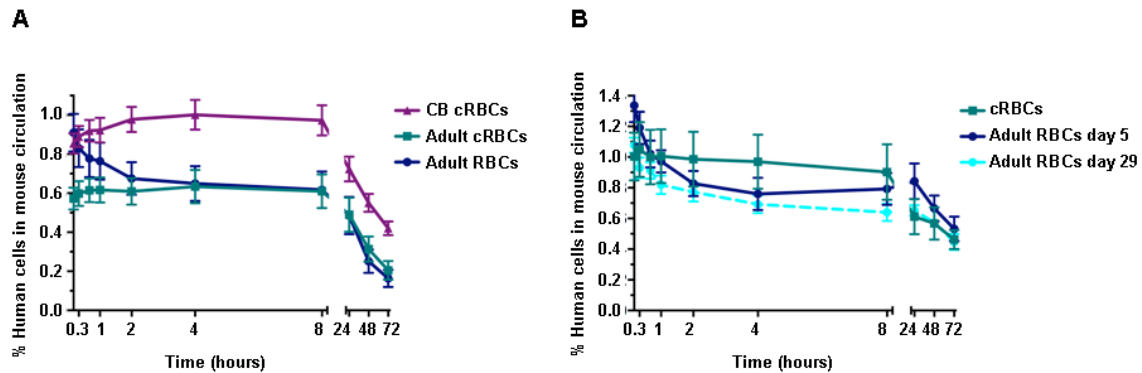 A
% Human cells in mouse circulation
1.0
0.8
0.6
0.4
0.2
0.0
0.3 1 2 4 8 24 48 72
Time (hours)
CB cRBCs
Adult cRBCs
Adult RBCs
B
% Human cells in mouse circulation
1.4
1.2
1.0
0.8
0.6
0.4
0.2
0.0
0.3 1 2 4 8 24 48 72
Time (hours)
cRBCs
Adult RBCs day 5
Adult RBCs day 29